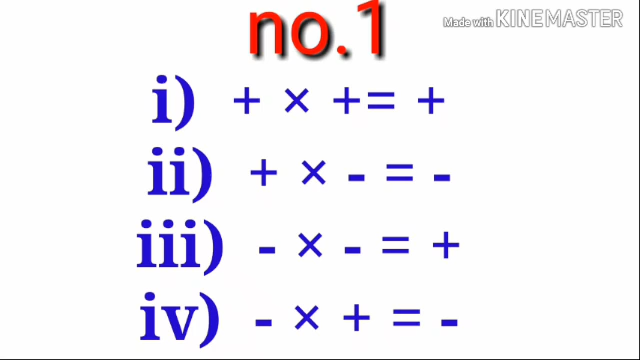 Made with KINEMASTER
no.1
i) + × += +
ii) + × - = -
iii) - × - = +
iv) - × + = -